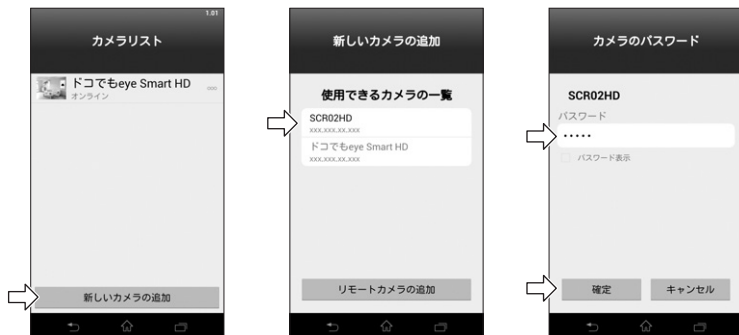 1.01
カメラリスト
ドコでもeye Smart HD
オンライン
新しいカメラの追加
新しいカメラの追加
使用できるカメラの一覧
SCR02HD
xxx.xxx.xx.xxx
ドコでもeye Smart HD
xxx.xxx.xx.xxx
リモートカメラの追加
カメラのパスワード
SCR02HD
パスワード
•••••
パスワード表示
確定
キャンセル